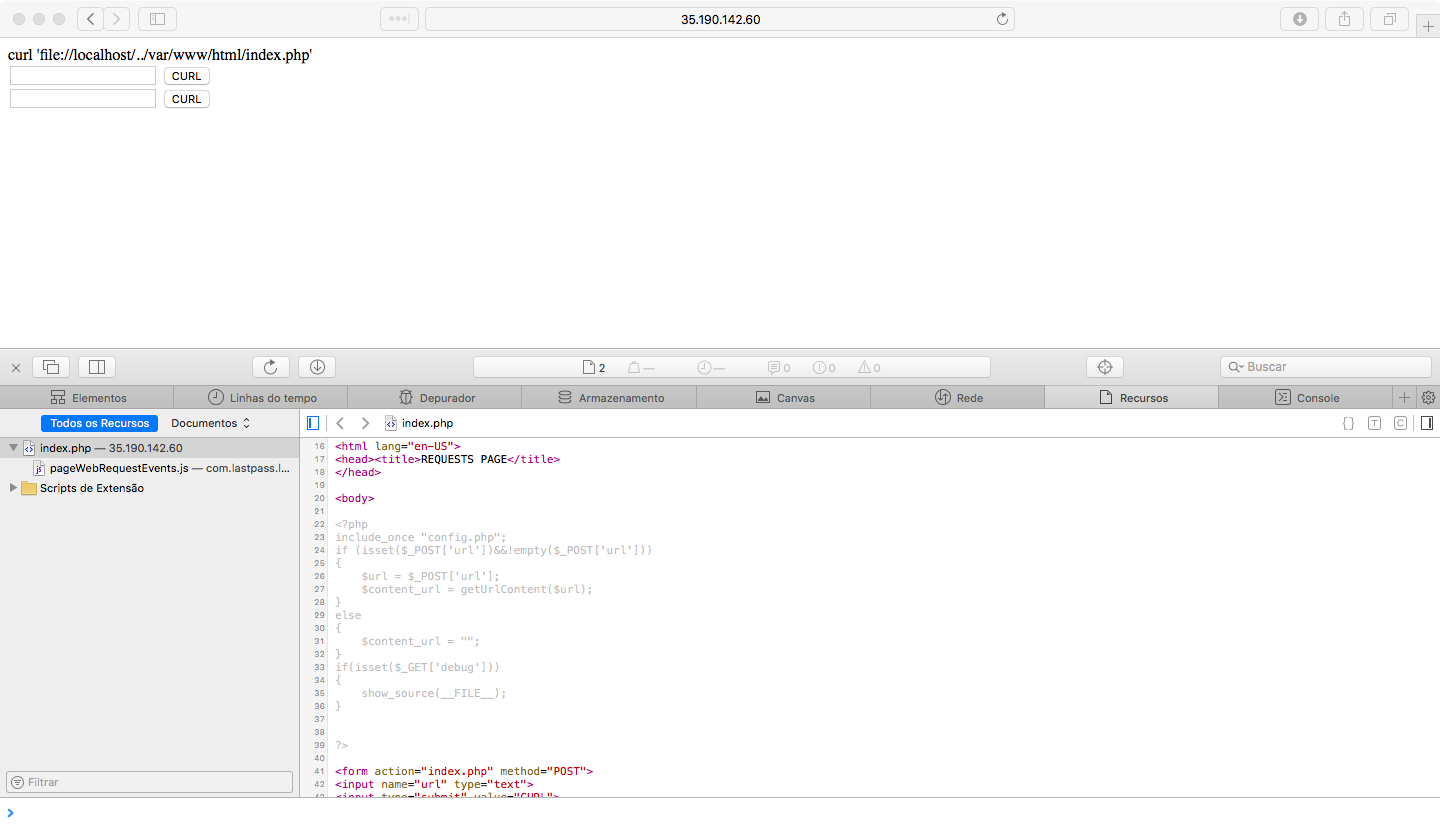 35.190.142.60
curl 'file://localhost/../var/www/html/index.php'
CURL
CURL
2 — — 0 0 0
Buscar
Elementos Linhas do tempo Depurador Armazenamento Canvas Rede Recursos Console
Todos os Recursos Documentos
index.php
index.php — 35.190.142.60
pageWebRequestEvents.js — com.lastpass.l...
Scripts de Extensão
16 <html lang="en-US">
17 <head><title>REQUESTS PAGE</title>
18 </head>
19
20 <body>
21
22 <?php
23 include_once "config.php";
24 if (isset($_POST['url'])&&!empty($_POST['url']))
25 {
26 $url = $_POST['url'];
27 $content_url = getUrlContent($url);
28 }
29 else
30 {
31 $content_url = "";
32 }
33 if(isset($_GET['debug']))
34 {
35 show_source(__FILE__);
36 }
37
38
39 ?>
40
41 <form action="index.php" method="POST">
42 <input name="url" type="text">
43 <input type="submit" value="CURL">
Filtrar